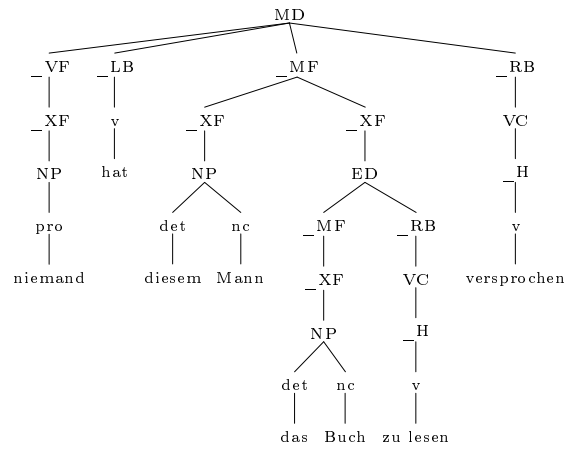 MD
_VF _LB _MF _RB
_XF v _XF _XF VC
NP hat NP ED _H
pro det nc _MF _RB v
niemand diesem Mann _XF VC versprochen
NP _H
det nc v
das Buch zu lesen